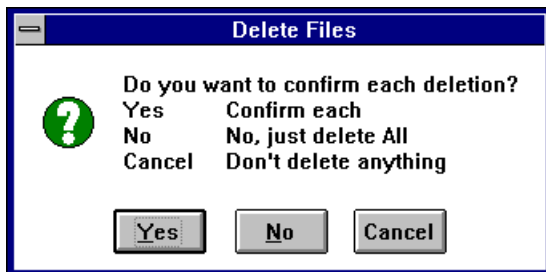 Delete Files
Do you want to confirm each deletion?
Yes Confirm each
No No, just delete All
Cancel Don't delete anything
Yes No Cancel